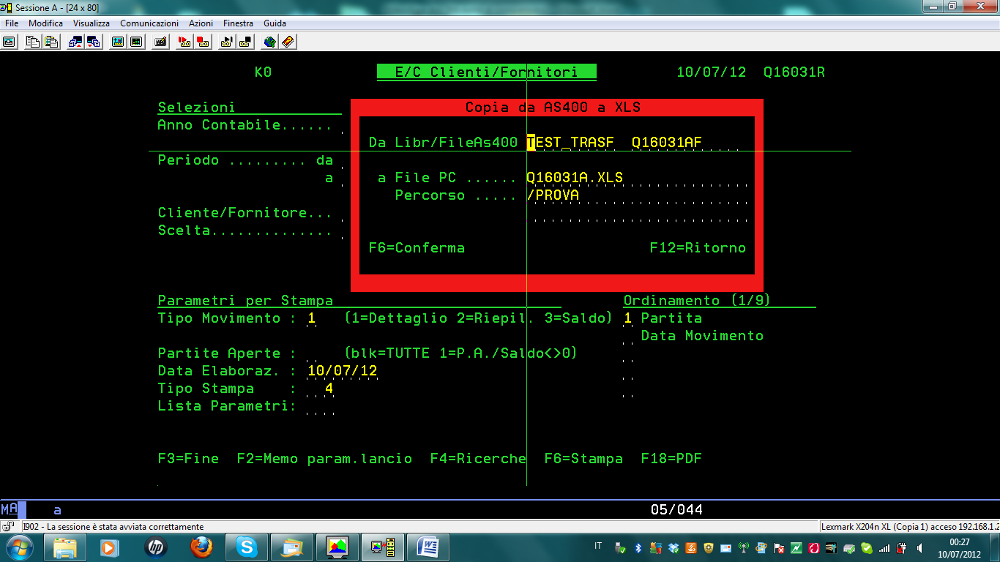 Sessione A - [24 x 80]
File Modifica Visualizza Comunicazioni Azioni Finestra Guida
K0 E/C Clienti/Fornitori 10/07/12 Q16031R
Selezioni
Copia da AS400 a XLS
Anno Contabile......
Da Libr/FileAs400 TEST_TRASF Q16031AF
Periodo ......... da
a
a File PC ...... Q16031A.XLS
Percorso ..... /PROVA
Cliente/Fornitore...
Scelta..............
F6=Conferma F12=Ritorno
Parametri per Stampa Ordinamento (1/9)
Tipo Movimento : 1 (1=Dettaglio 2=Riepil. 3=Saldo) 1 Partita
Data Movimento
Partite Aperte : (blk=TUTTE 1=P.A./Saldo<>0)
Data Elaboraz. : 10/07/12
Tipo Stampa : 4
Lista Parametri:
F3=Fine F2=Memo param.lancio F4=Ricerche F6=Stampa F18=PDF
MA a 05/044
I902 - La sessione è stata avviata correttamente Lexmark X204n XL (Copia 1) acceso 192.168.1.2
hp
IT
00:27
10/07/2012